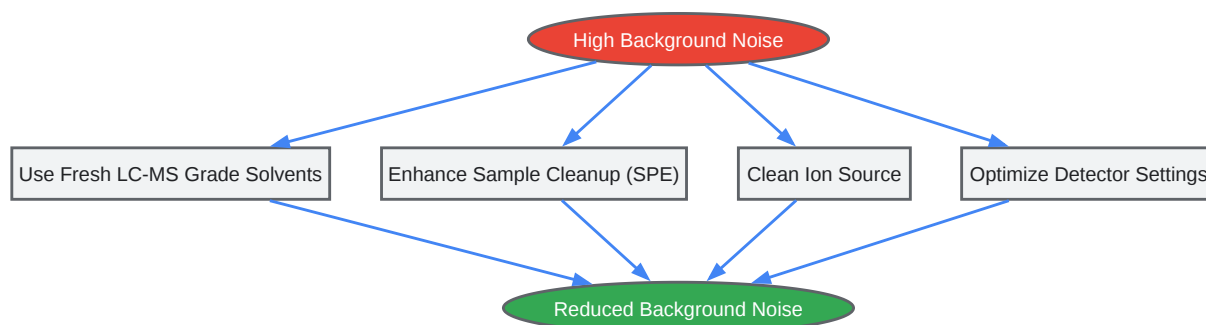 High Background Noise
Use Fresh LC-MS Grade Solvents
Enhance Sample Cleanup (SPE)
Clean Ion Source
Optimize Detector Settings
Reduced Background Noise